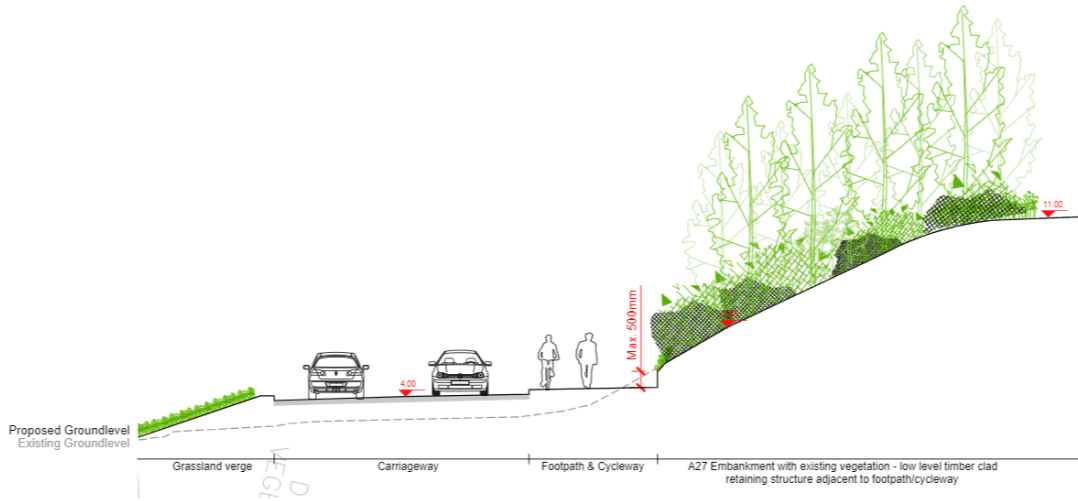 11.00
Max. 500mm
4.00
Proposed Groundlevel
Existing Groundlevel
Grassland verge
Carriageway
Footpath & Cycleway
A27 Embankment with existing vegetation - low level timber clad
retaining structure adjacent to footpath/cycleway